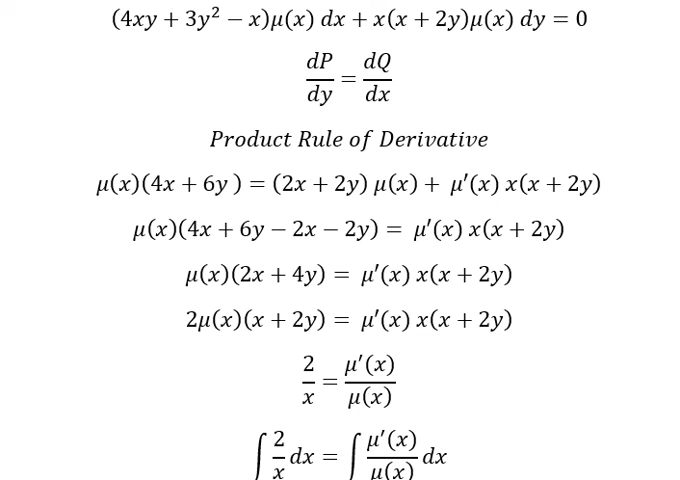 (4xy + 3y² − x)μ(x) dx + x(x + 2y)μ(x) dy = 0
dP/dy = dQ/dx
Product Rule of Derivative
μ(x)(4x + 6y ) = (2x + 2y) μ(x) + μ′(x) x(x + 2y)
μ(x)(4x + 6y − 2x − 2y) = μ′(x) x(x + 2y)
μ(x)(2x + 4y) = μ′(x) x(x + 2y)
2μ(x)(x + 2y) = μ′(x) x(x + 2y)
2/x = μ′(x)/μ(x)
∫ 2/x dx = ∫ μ′(x)/μ(x) dx